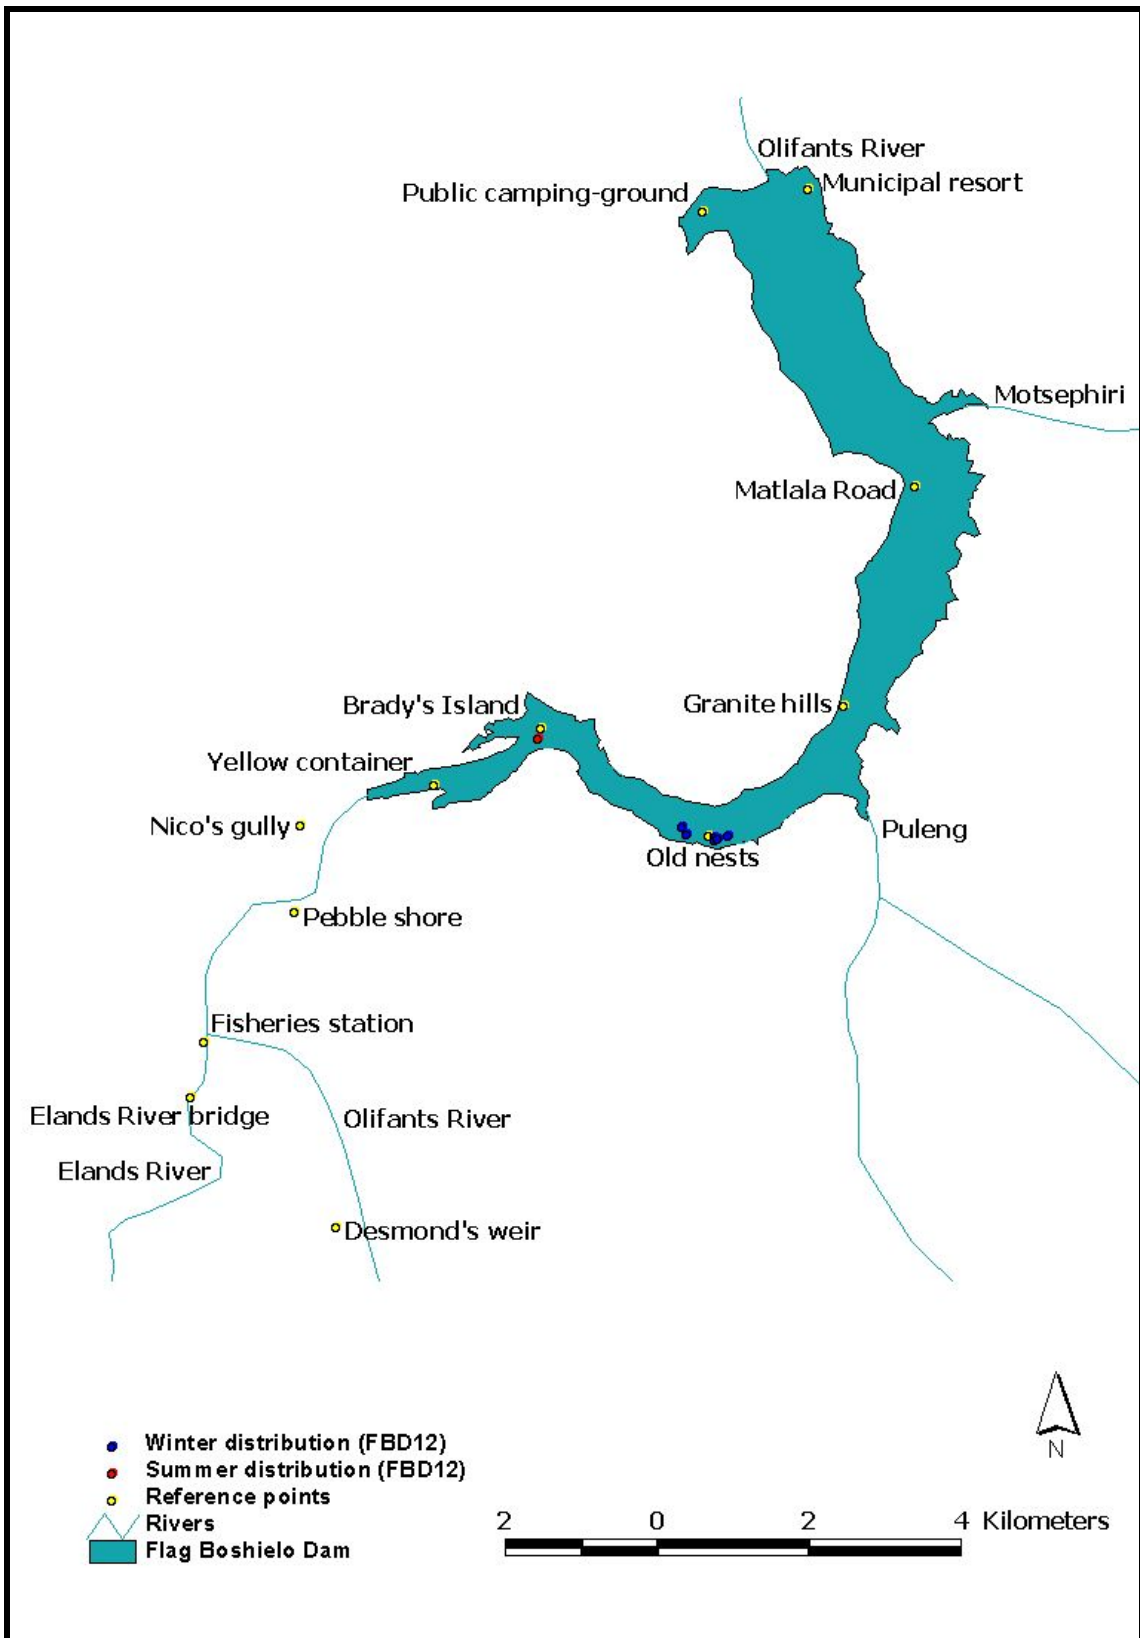 Olifants River
Public camping-ground
Municipal resort
Motsephiri
Matlala Road
Brady's Island
Granite hills
Yellow container
Nico's gully
Puleng
Old nests
Pebble shore
Fisheries station
Elands River bridge
Olifants River
Elands River
Desmond's weir
N
Winter distribution (FBD12)
Summer distribution (FBD12)
Reference points
Rivers
Flag Boshielo Dam
2 0 2 4 Kilometers